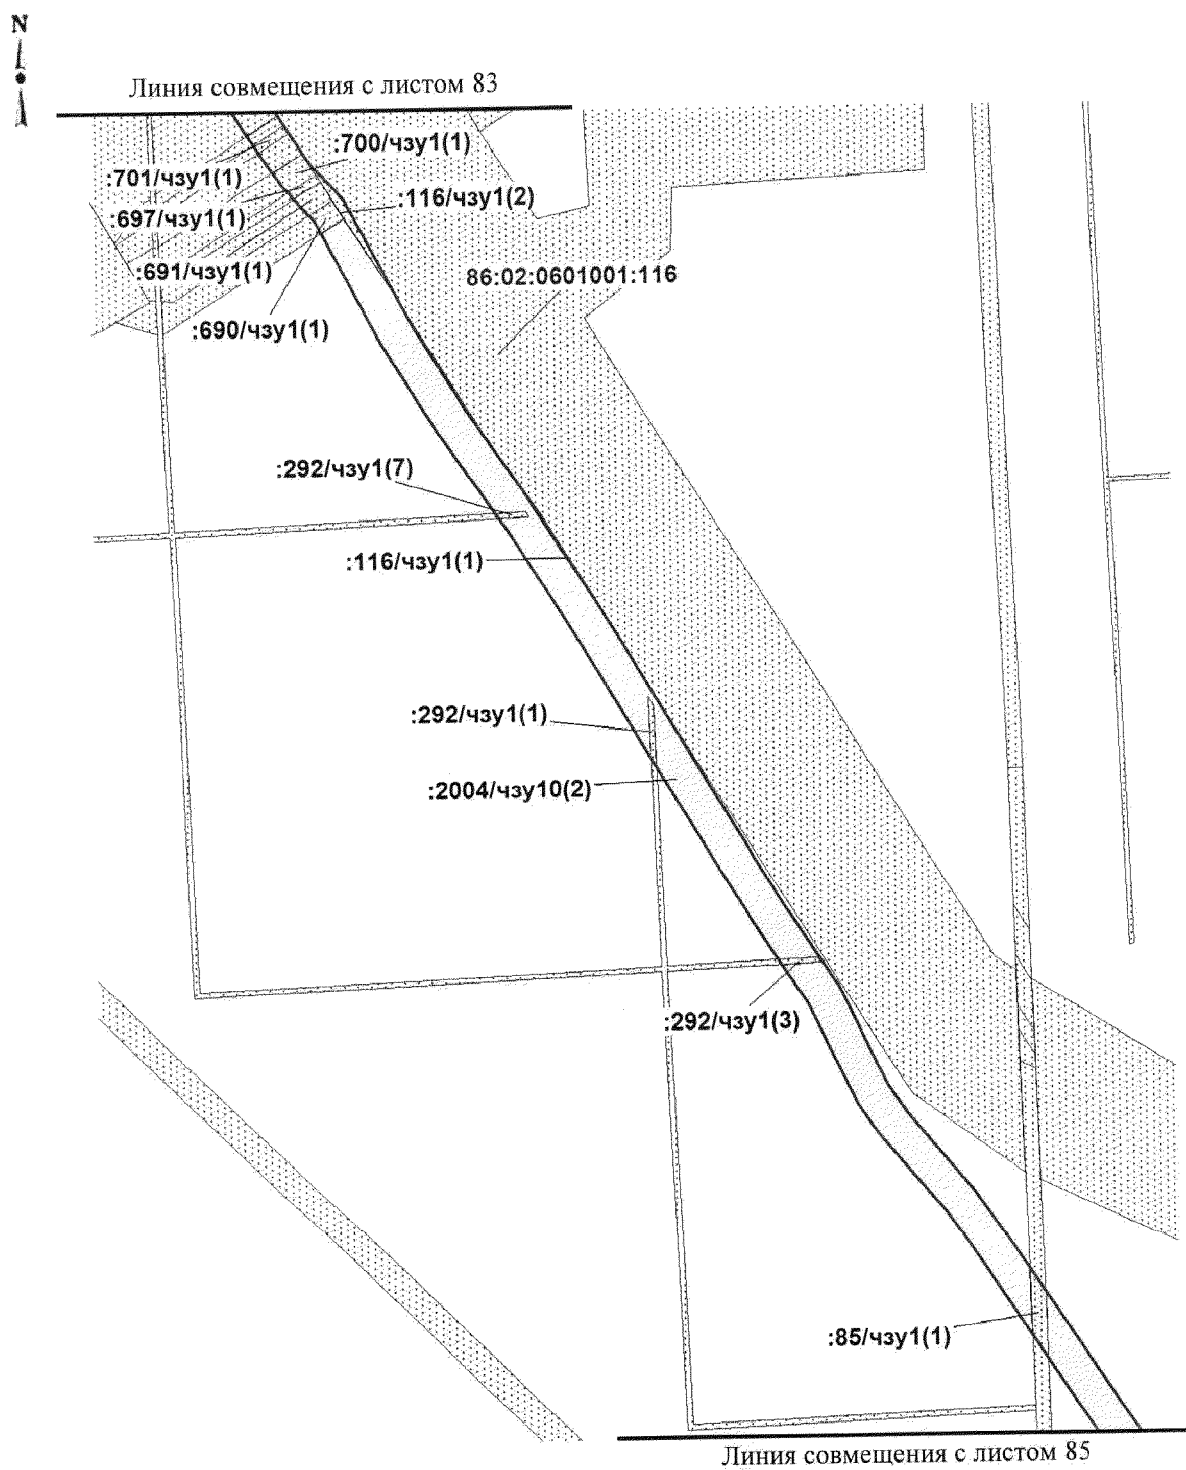 N
Линия совмещения с листом 83
:700/чзу1(1)
:701/чзу1(1)
:116/чзу1(2)
:697/чзу1(1)
:691/чзу1(1)
86:02:0601001:116
:690/чзу1(1)
:292/чзу1(7)
:116/чзу1(1)
:292/чзу1(1)
:2004/чзу10(2)
:292/чзу1(3)
:85/чзу1(1)
Линия совмещения с листом 85